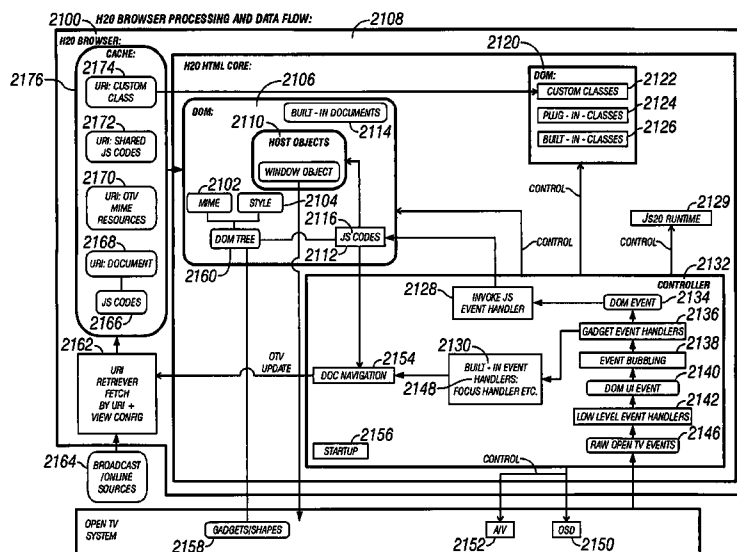 H20 BROWSER PROCESSING AND DATA FLOW:
2108
2100
H20 BROWSER:
CACHE:
2176
2174
URI: CUSTOM
CLASS
2172
URI: SHARED
JS CODES
2170
URI: OTV
MIME
RESOURCES
2168
URI: DOCUMENT
JS CODES
2166
2162
URI
RETRIEVER
FETCH
BY URI +
VIEW CONFIG
2164
BROADCAST
/ONLINE
SOURCES
H20 HTML CORE:
2106
DOM:
BUILT - IN DOCUMENTS
2114
2110
HOST OBJECTS
WINDOW OBJECT
2102
MIME
STYLE
2104
2116
DOM TREE
JS CODES
2160
2112
2120
DOM:
CUSTOM CLASSES
2122
PLUG - IN - CLASSES
2124
BUILT - IN - CLASSES
2126
CONTROL
2129
JS20 RUNTIME
CONTROL
CONTROL
CONTROLLER
2132
2128
INVOKE JS
EVENT HANDLER
DOM EVENT
2134
GADGET EVENT HANDLERS
2136
EVENT BUBBLING
2138
DOM UI EVENT
2140
LOW LEVEL EVENT HANDLERS
2142
RAW OPEN TV EVENTS
2146
2130
BUILT - IN EVENT
HANDLERS:
FOCUS HANDLER ETC.
2148
OTV
UPDATE
DOC NAVIGATION
2154
STARTUP
2156
CONTROL
OPEN TV
SYSTEM
GADGETS/SHAPES
2158
A/V
2152
OSD
2150